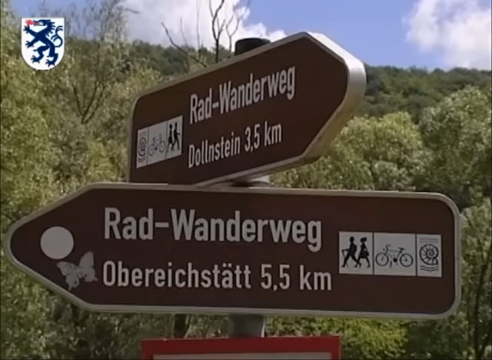 Rad-Wanderweg
Dollnstein 3,5 km
Rad-Wanderweg
Obereichstätt 5,5 km